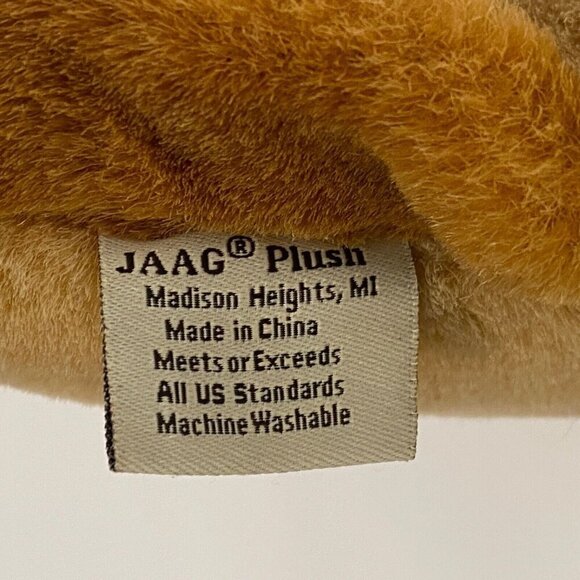 JAAG® Plush
Madison Heights, MI
Made in China
Meets or Exceeds
All US Standards
Machine Washable